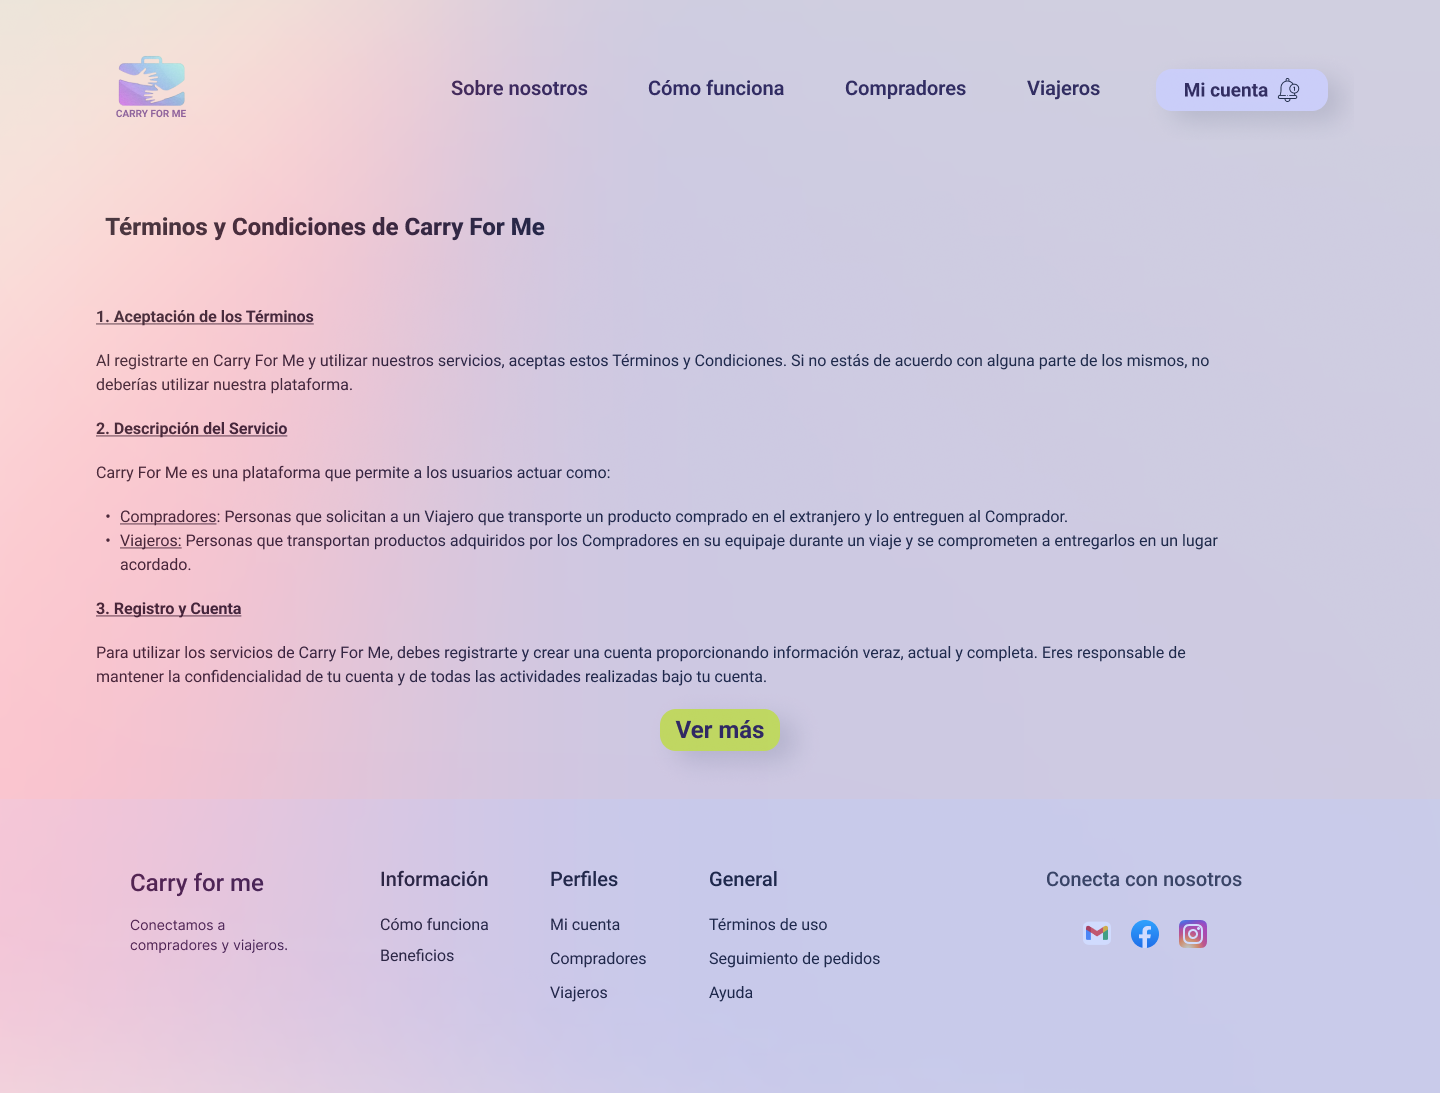 CARRY FOR ME
Sobre nosotros
Cómo funciona
Compradores
Viajeros
Mi cuenta
1
Términos y Condiciones de Carry For Me
1. Aceptación de los Términos
Al registrarte en Carry For Me y utilizar nuestros servicios, aceptas estos Términos y Condiciones. Si no estás de acuerdo con alguna parte de los mismos, no
deberías utilizar nuestra plataforma.
2. Descripción del Servicio
Carry For Me es una plataforma que permite a los usuarios actuar como:
• Compradores: Personas que solicitan a un Viajero que transporte un producto comprado en el extranjero y lo entreguen al Comprador.
• Viajeros: Personas que transportan productos adquiridos por los Compradores en su equipaje durante un viaje y se comprometen a entregarlos en un lugar
acordado.
3. Registro y Cuenta
Para utilizar los servicios de Carry For Me, debes registrarte y crear una cuenta proporcionando información veraz, actual y completa. Eres responsable de
mantener la confidencialidad de tu cuenta y de todas las actividades realizadas bajo tu cuenta.
Ver más
Carry for me
Conectamos a
compradores y viajeros.
Información
Cómo funciona
Beneficios
Perfiles
Mi cuenta
Compradores
Viajeros
General
Términos de uso
Seguimiento de pedidos
Ayuda
Conecta con nosotros